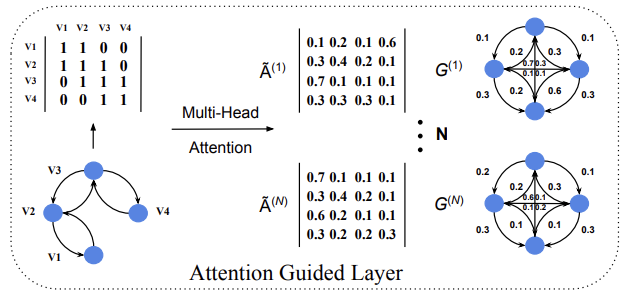 V1 V2 V3 V4
V1 1 1 0 0
V2 1 1 1 0
V3 0 1 1 1
V4 0 0 1 1
V3
V2
V4
V1
Multi-Head
Attention
Ã(1)
0.1 0.2 0.1 0.6
0.3 0.4 0.2 0.1
0.7 0.1 0.1 0.1
0.3 0.3 0.3 0.1
G(1)
0.1 0.1
0.2 0.3
0.7 0.3
0.1 0.1
0.2 0.6
0.3 0.3
N
Ã(N)
0.7 0.1 0.1 0.1
0.3 0.4 0.2 0.1
0.6 0.2 0.1 0.1
0.3 0.2 0.2 0.3
G(N)
0.2 0.1
0.2 0.3
0.6 0.1
0.1 0.2
0.1 0.1
0.3 0.3
Attention Guided Layer